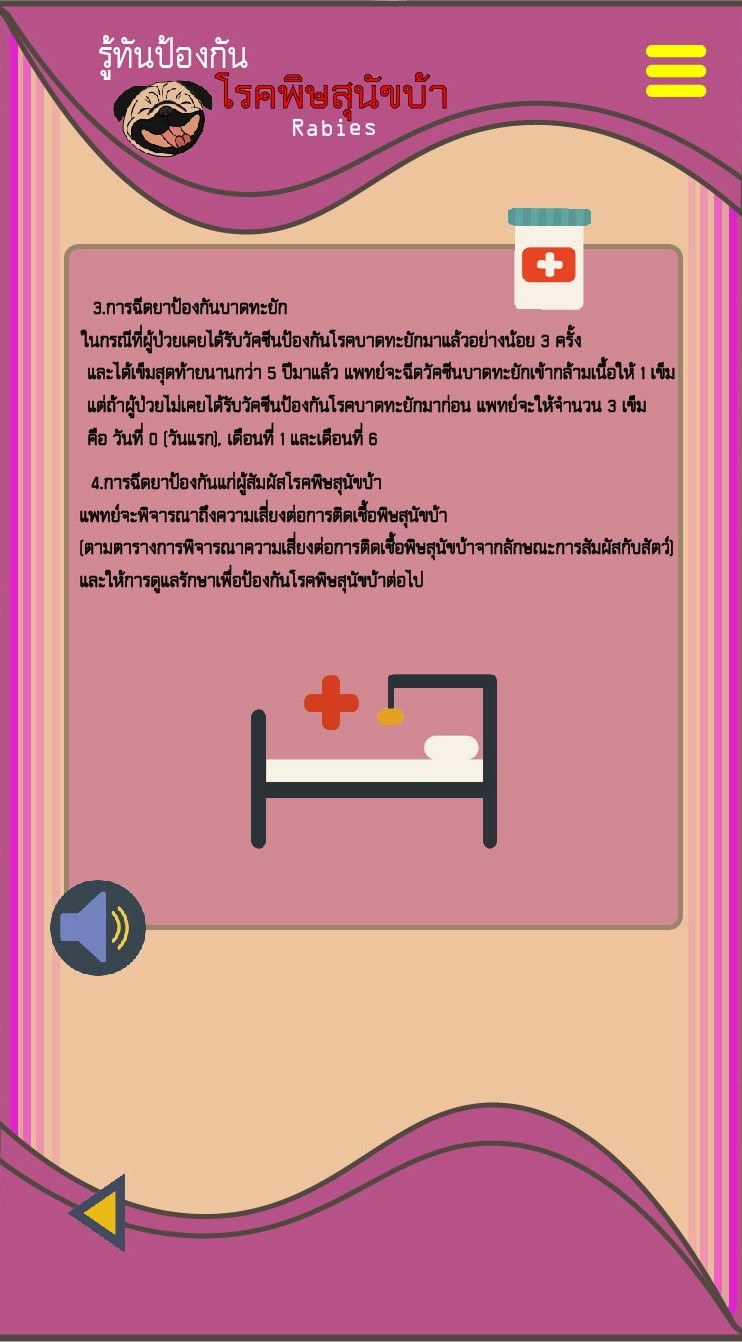 รู้ทันป้องกัน
โรคพิษสุนัขบ้า
Rabies
3.การฉีดยาป้องกันบาดทะยัก
ในกรณีที่ผู้ป่วยเคยได้รับวัคซีนป้องกันโรคบาดทะยักมาแล้วอย่างน้อย 3 ครั้ง
และได้เข็มสุดท้ายนานกว่า 5 ปีมาแล้ว แพทย์จะฉีดวัคซีนบาดทะยักเข้ากล้ามเนื้อให้ 1 เข็ม
แต่ถ้าผู้ป่วยไม่เคยได้รับวัคซีนป้องกันโรคบาดทะยักมาก่อน แพทย์จะให้จำนวน 3 เข็ม
คือ วันที่ 0 (วันแรก), เดือนที่ 1 และเดือนที่ 6
4.การฉีดยาป้องกันแก่ผู้สัมผัสโรคพิษสุนัขบ้า
แพทย์จะพิจารณาถึงความเสี่ยงต่อการติดเชื้อพิษสุนัขบ้า
(ตามตารางการพิจารณาความเสี่ยงต่อการติดเชื้อพิษสุนัขบ้าจากลักษณะการสัมผัสกับสัตว์)
และให้การดูแลรักษาเพื่อป้องกันโรคพิษสุนัขบ้าต่อไป